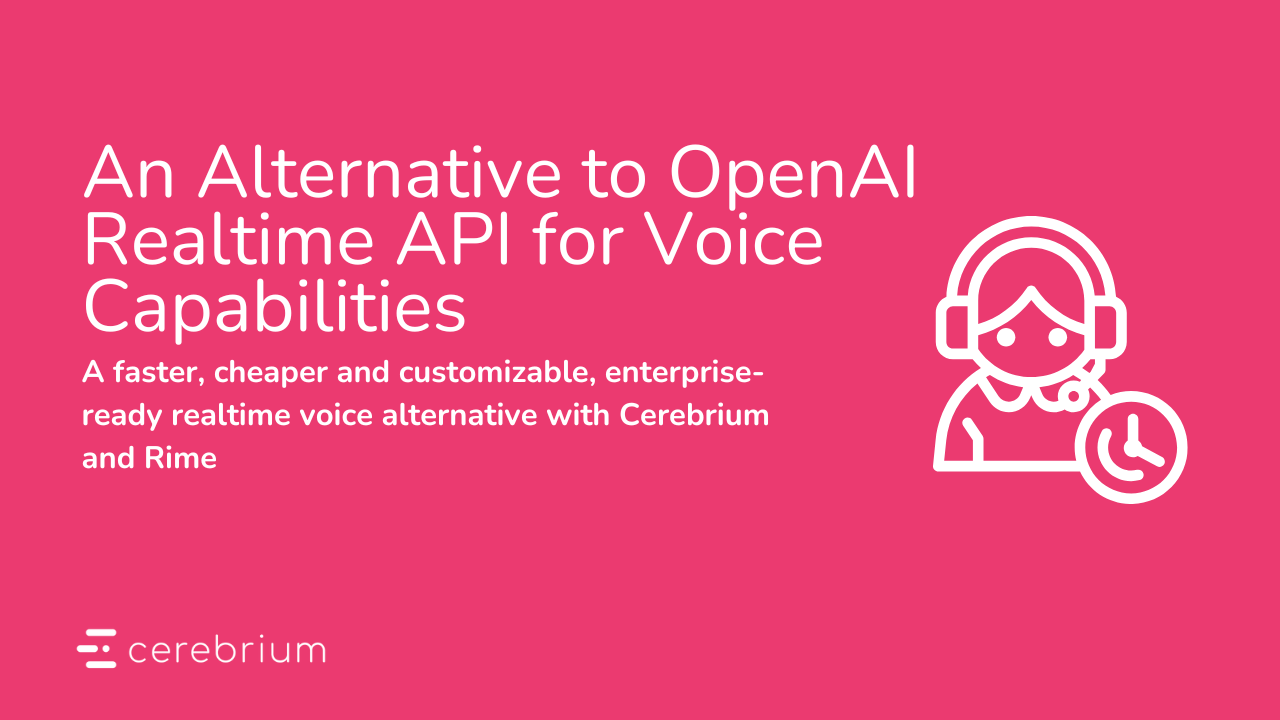 An Alternative to OpenAI
Realtime API for Voice
Capabilities
A faster, cheaper and customizable, enterprise-
ready realtime voice alternative with Cerebrium
and Rime
cerebrium